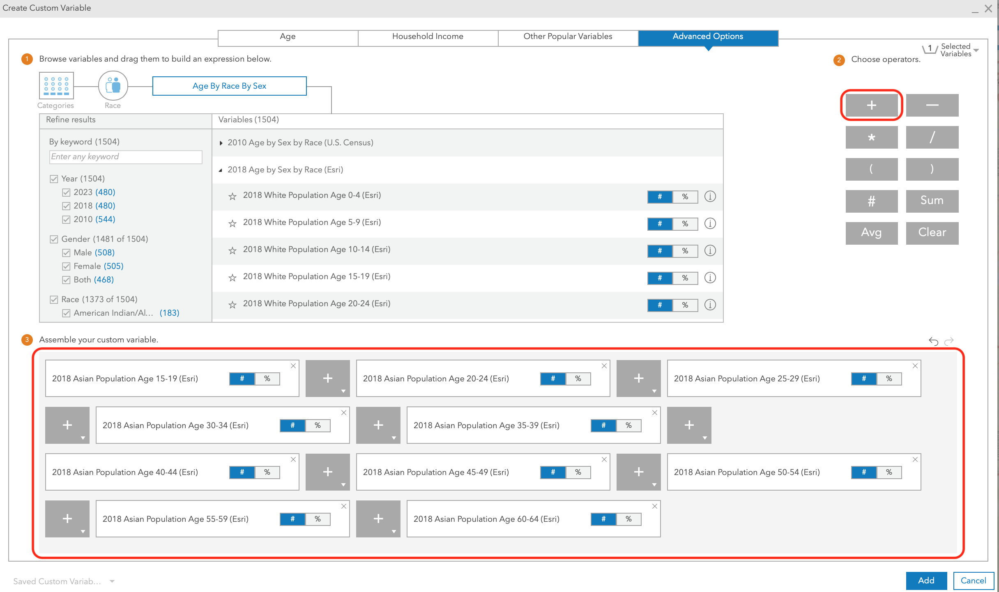 Create Custom Variable
Age
Household Income
Other Popular Variables
Advanced Options
1 Selected Variables
1 Browse variables and drag them to build an expression below.
2 Choose operators.
Categories
Race
Age By Race By Sex
Refine results
Variables (1504)
By keyword (1504)
Enter any keyword
Year (1504)
2023 (480)
2018 (480)
2010 (544)
Gender (1481 of 1504)
Male (508)
Female (505)
Both (468)
Race (1373 of 1504)
American Indian/Al... (183)
2010 Age by Sex by Race (U.S. Census)
2018 Age by Sex by Race (Esri)
2018 White Population Age 0-4 (Esri) # %
2018 White Population Age 5-9 (Esri) # %
2018 White Population Age 10-14 (Esri) # %
2018 White Population Age 15-19 (Esri) # %
2018 White Population Age 20-24 (Esri) # %
+ —
* /
( )
# Sum
Avg Clear
3 Assemble your custom variable.
2018 Asian Population Age 15-19 (Esri) # % + 2018 Asian Population Age 20-24 (Esri) # % + 2018 Asian Population Age 25-29 (Esri) # %
+ 2018 Asian Population Age 30-34 (Esri) # % + 2018 Asian Population Age 35-39 (Esri) # % +
2018 Asian Population Age 40-44 (Esri) # % + 2018 Asian Population Age 45-49 (Esri) # % + 2018 Asian Population Age 50-54 (Esri) # %
+ 2018 Asian Population Age 55-59 (Esri) # % + 2018 Asian Population Age 60-64 (Esri) # %
Saved Custom Variab...
Add
Cancel